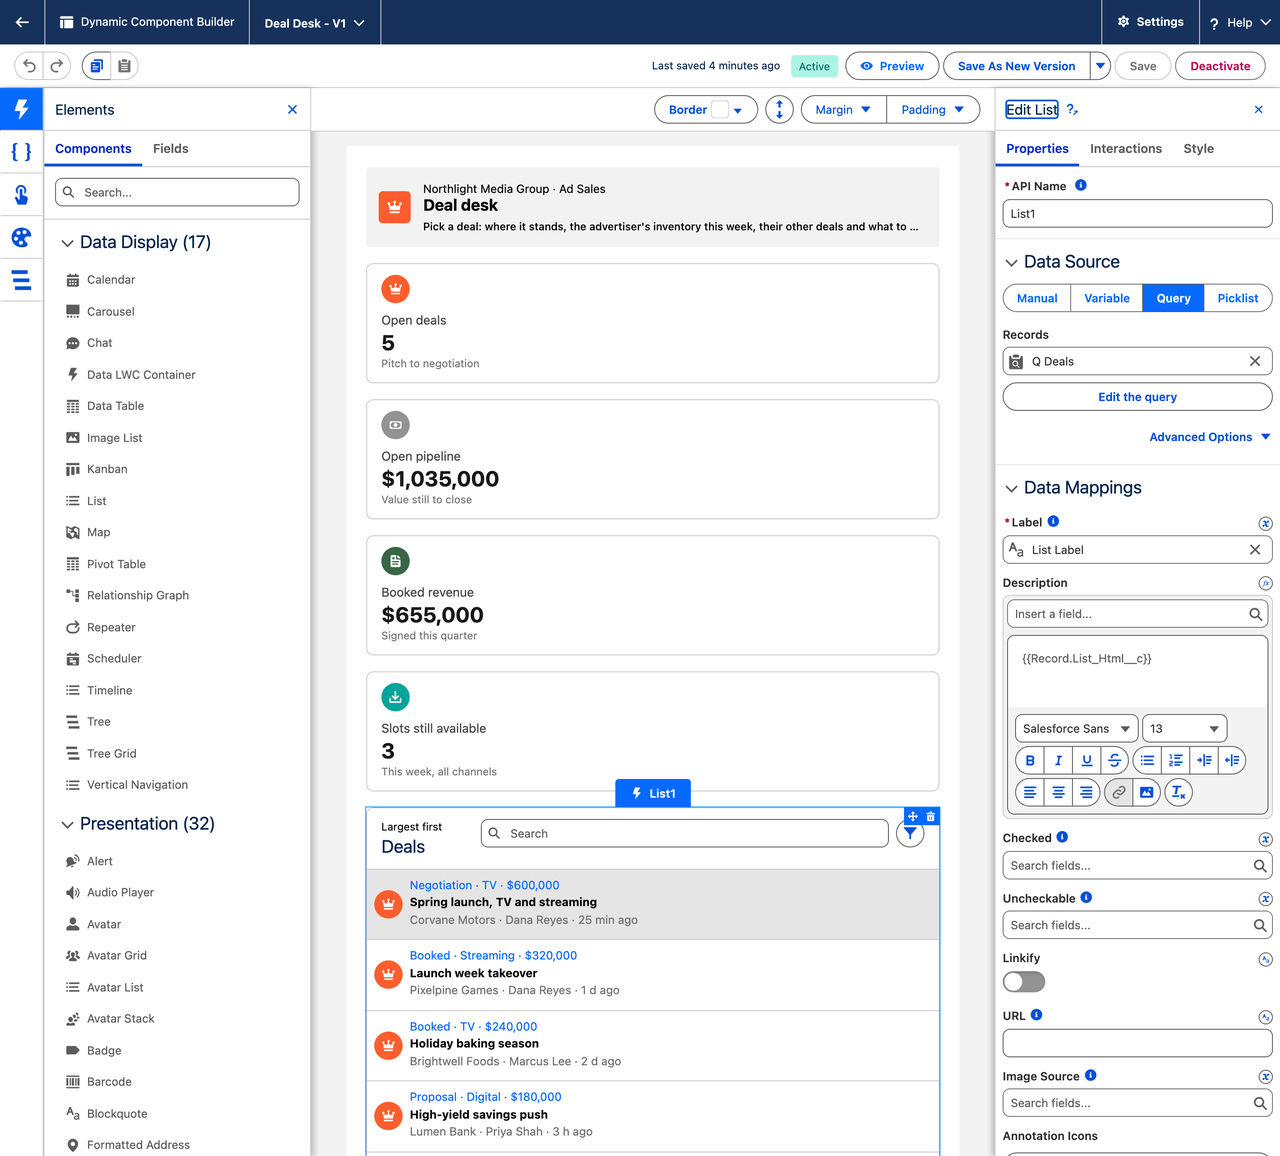 Dynamic Component Builder
Deal Desk - V1
Settings
? Help
Last saved 4 minutes ago
Active
Preview
Save As New Version
Save
Deactivate
Elements
Components
Fields
Search...
Data Display (17)
Calendar
Carousel
Chat
Data LWC Container
Data Table
Image List
Kanban
List
Map
Pivot Table
Relationship Graph
Repeater
Scheduler
Timeline
Tree
Tree Grid
Vertical Navigation
Presentation (32)
Alert
Audio Player
Avatar
Avatar Grid
Avatar List
Avatar Stack
Badge
Barcode
Blockquote
Formatted Address
Border
Margin
Padding
Northlight Media Group · Ad Sales
Deal desk
Pick a deal: where it stands, the advertiser's inventory this week, their other deals and what to ...
Open deals
5
Pitch to negotiation
Open pipeline
$1,035,000
Value still to close
Booked revenue
$655,000
Signed this quarter
Slots still available
3
This week, all channels
List1
Largest first
Deals
Search
Negotiation · TV · $600,000
Spring launch, TV and streaming
Corvane Motors · Dana Reyes · 25 min ago
Booked · Streaming · $320,000
Launch week takeover
Pixelpine Games · Dana Reyes · 1 d ago
Booked · TV · $240,000
Holiday baking season
Brightwell Foods · Marcus Lee · 2 d ago
Proposal · Digital · $180,000
High-yield savings push
Lumen Bank · Priya Shah · 3 h ago
Edit List
Properties
Interactions
Style
* API Name
List1
Data Source
Manual
Variable
Query
Picklist
Records
Q Deals
Edit the query
Advanced Options
Data Mappings
* Label
List Label
Description
Insert a field...
{{Record.List_Html__c}}
Salesforce Sans
13
Checked
Search fields...
Uncheckable
Search fields...
Linkify
URL
Image Source
Search fields...
Annotation Icons